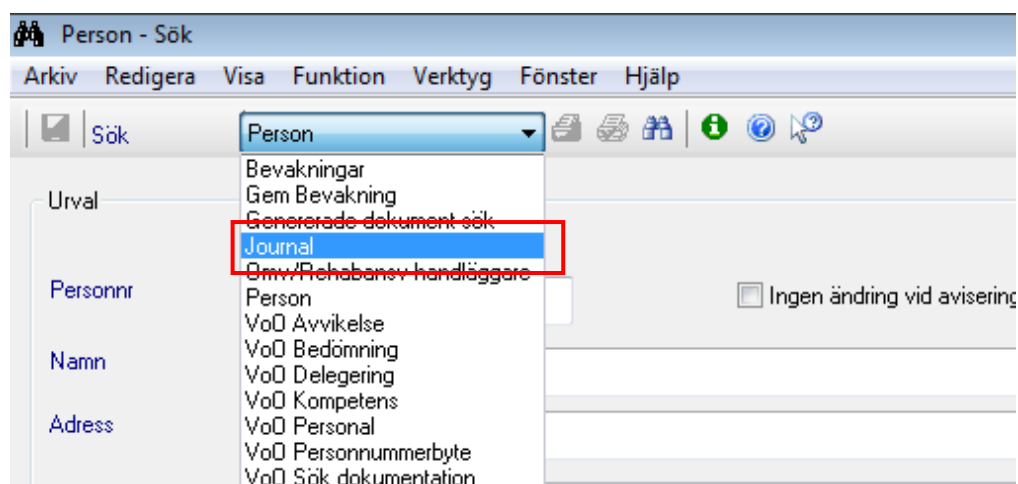 Person - Sök
Arkiv Redigera Visa Funktion Verktyg Fönster Hjälp
Sök Person
Bevakningar
Gem Bevakning
Urval
Genererade dokument sök
Journal
Omv/Rehabansv handläggare
Personnr
Person
Ingen ändring vid avisering
VoO Avvikelse
VoO Bedömning
Namn
VoO Delegering
VoO Kompetens
Adress
VoO Personal
VoO Personnummerbyte
VoO Sök dokumentation